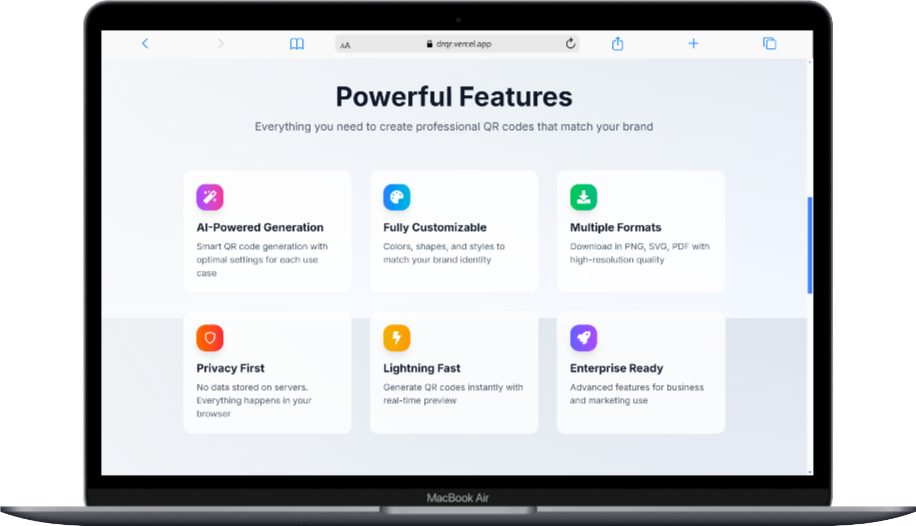 AA drqr.vercel.app
Powerful Features
Everything you need to create professional QR codes that match your brand
AI-Powered Generation
Smart QR code generation with
optimal settings for each use
case
Fully Customizable
Colors, shapes, and styles to
match your brand identity
Multiple Formats
Download in PNG, SVG, PDF with
high-resolution quality
Privacy First
No data stored on servers.
Everything happens in your
browser
Lightning Fast
Generate QR codes instantly with
real-time preview
Enterprise Ready
Advanced features for business
and marketing use
MacBook Air